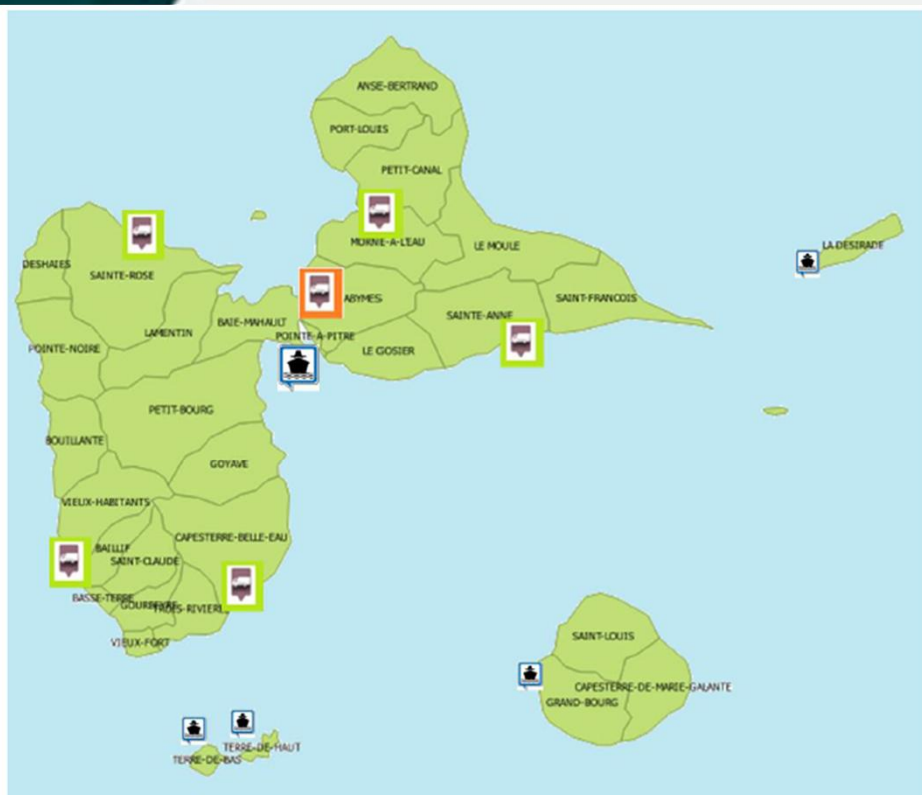 ANSE-BERTRAND
PORT-LOUIS
PETIT-CANAL
MORNE-A-L'EAU
LE MOULE
LA DESIRADE
DESHAIES
SAINTE-ROSE
ABYMES
SAINT-FRANCOIS
SAINTE-ANNE
BAIE-MAHAULT
LAMENTIN
POINTE-A-PITRE
POINTE-NOIRE
LE GOSIER
PETIT-BOURG
BOUILLANTE
GOYAVE
VIEUX-HABITANTS
CAPESTERRE-BELLE-EAU
BAILLIF
SAINT-CLAUDE
BASSE-TERRE
GOURBEYRE
TROIS-RIVIERE
VIEUX-FORT
SAINT-LOUIS
CAPESTERRE-DE-MARIE-GALANTE
GRAND-BOURG
TERRE-DE-HAUT
TERRE-DE-BAS